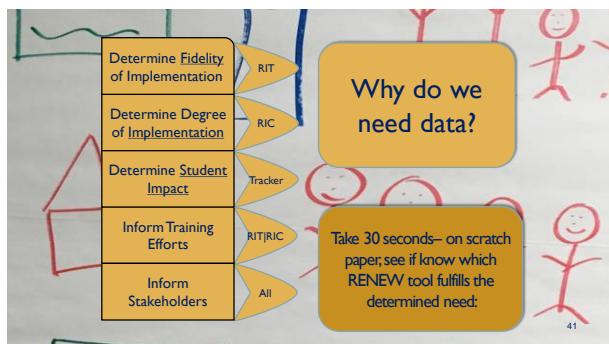 Determine Fidelity
of Implementation
RIT
Determine Degree
of Implementation
RIC
Determine Student
Impact
Tracker
Inform Training
Efforts
RIT|RIC
Inform
Stakeholders
All
Why do we
need data?
Take 30 seconds– on scratch
paper, see if know which
RENEW tool fulfills the
determined need:
41